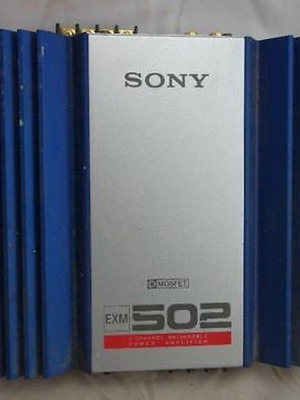 SONY
MOSFET
EXM 502
2 CHANNEL BRIDGEABLE
POWER AMPLIFIER